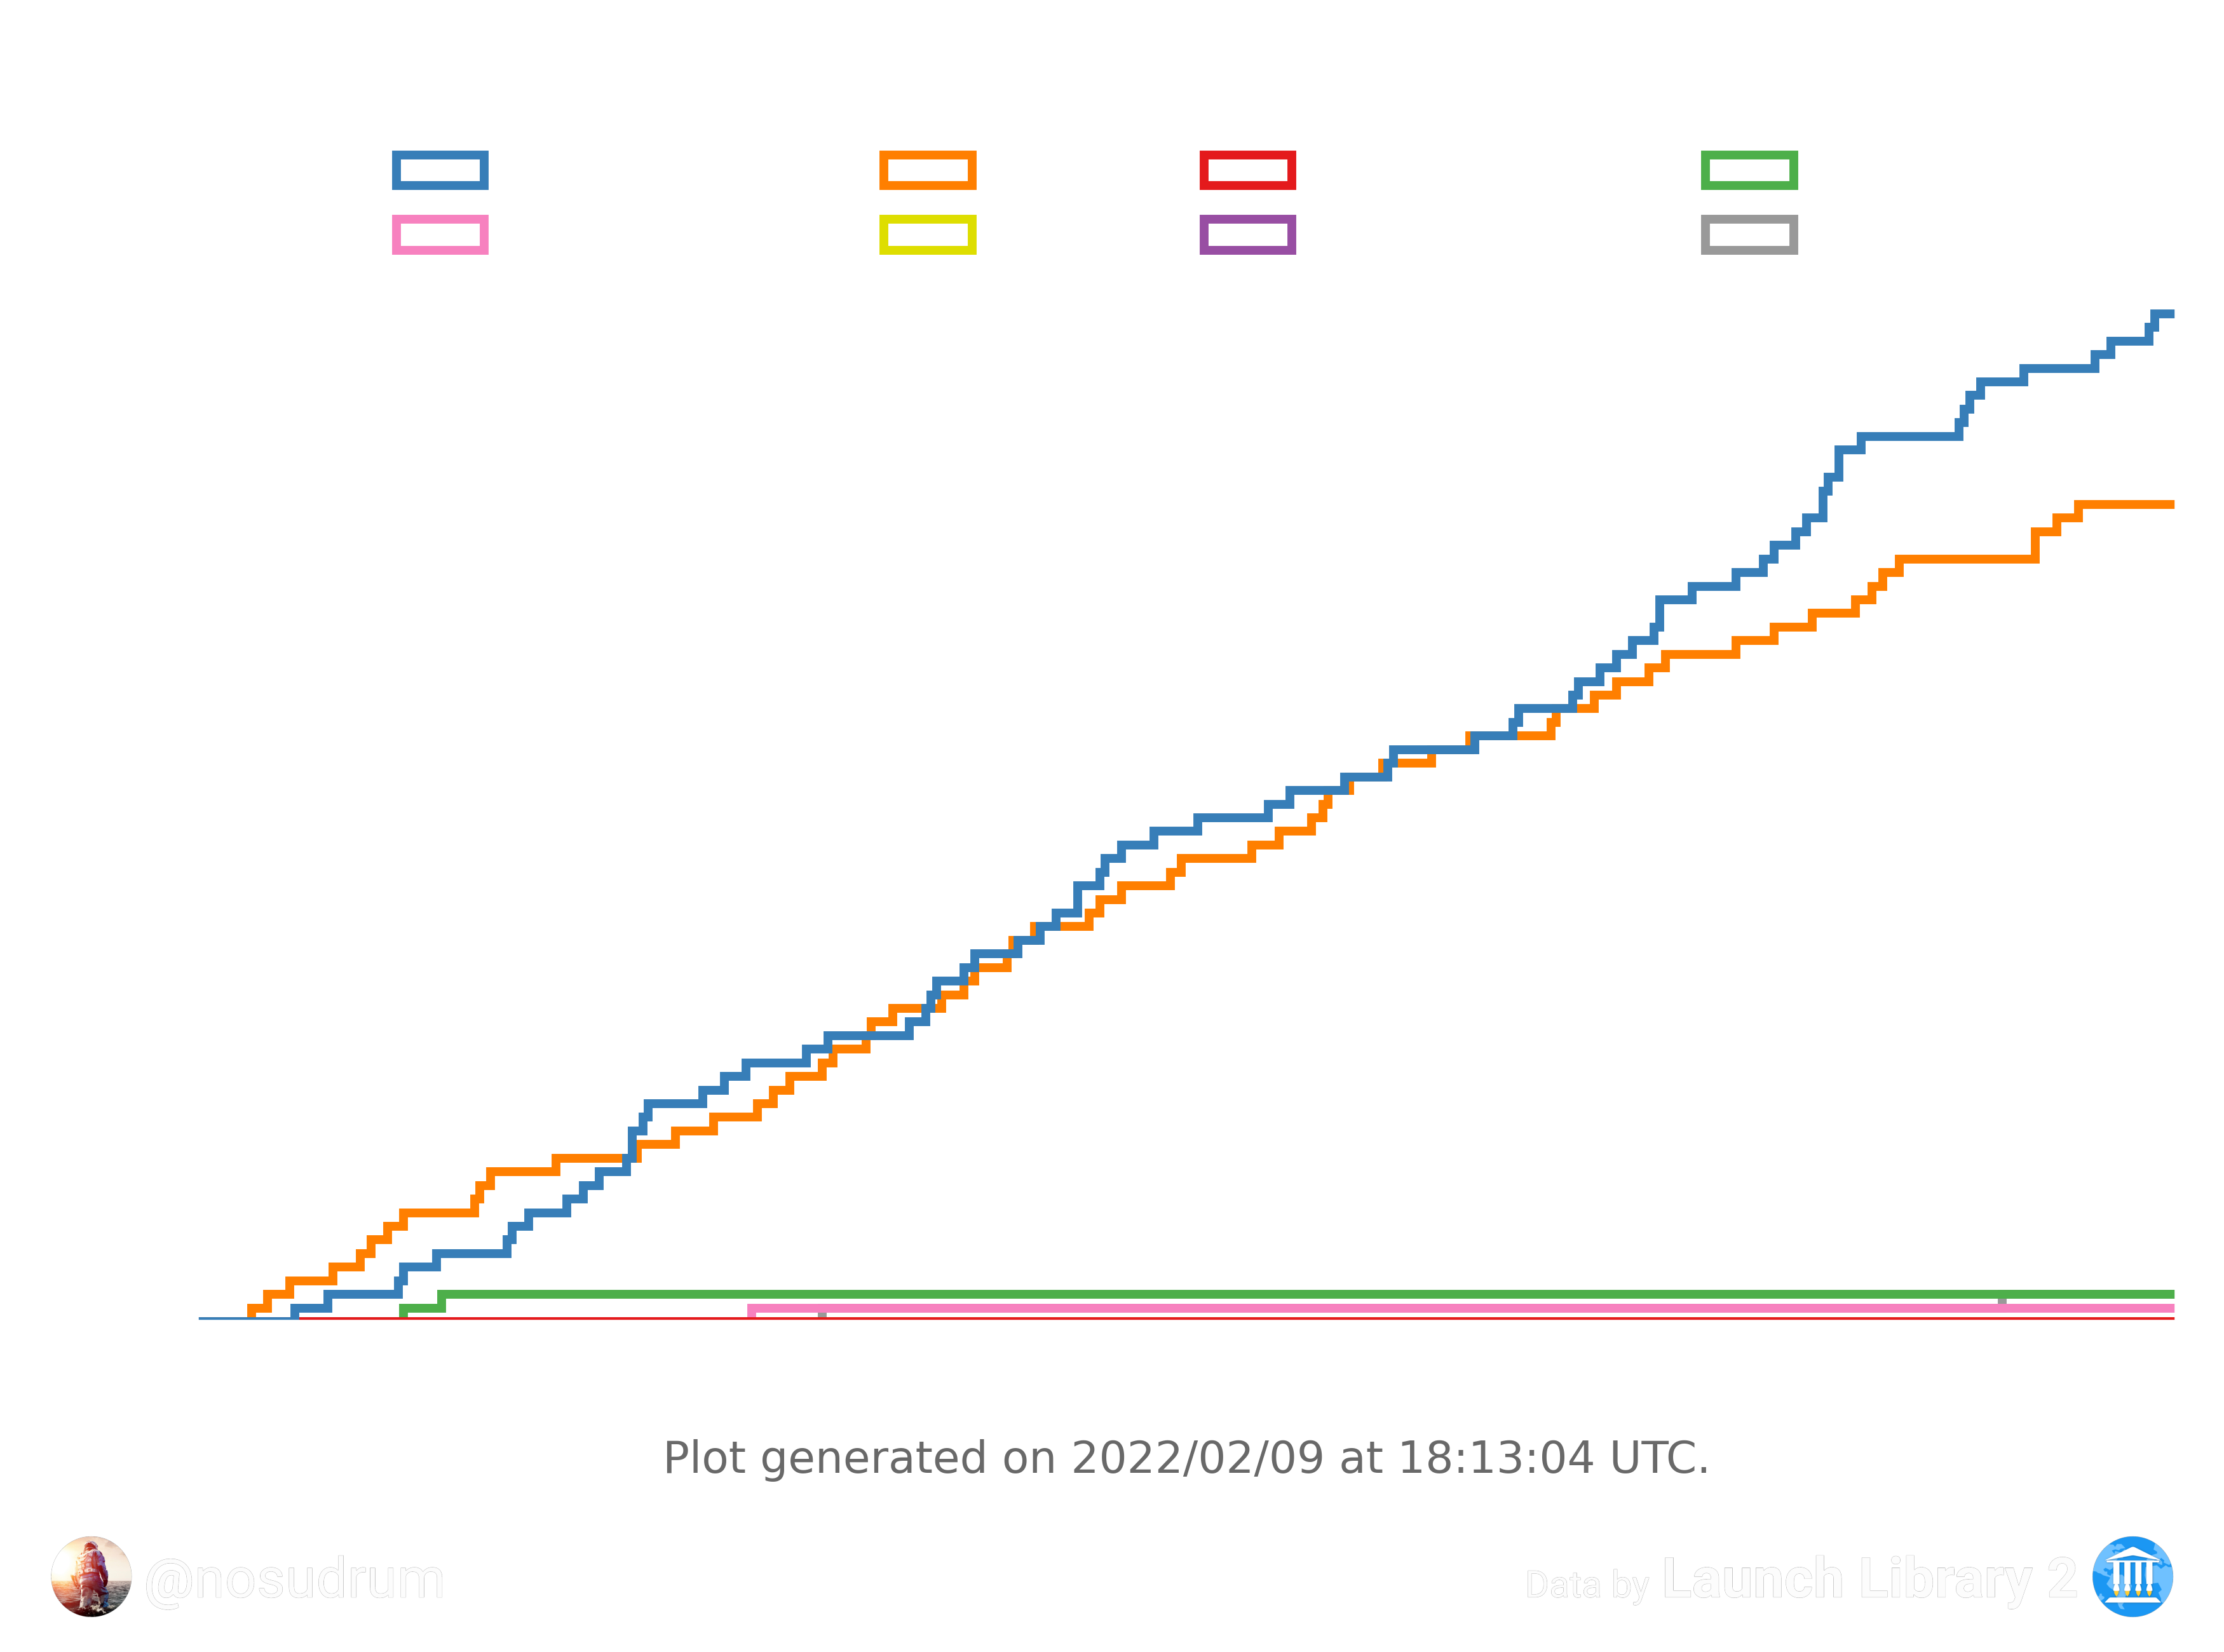 Plot generated on 2022/02/09 at 18:13:04 UTC.
@nosudrum
Data by Launch Library 2